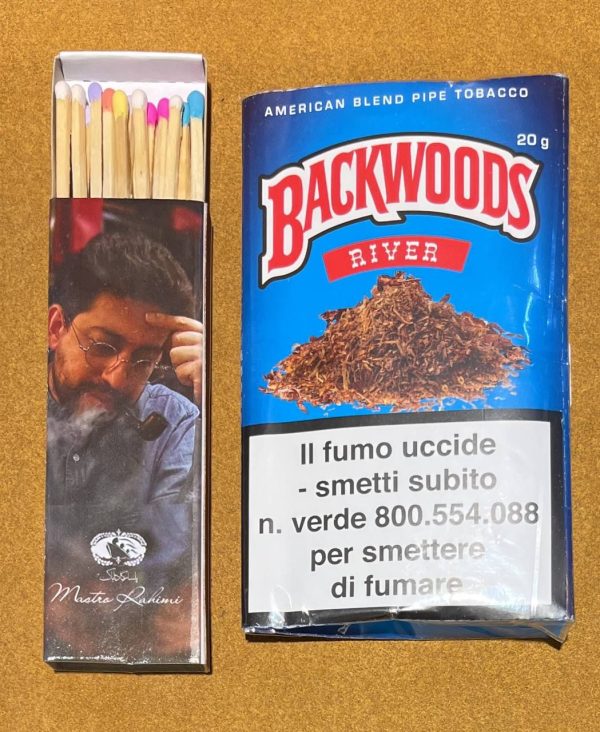 Mastro Rahimi
AMERICAN BLEND PIPE TOBACCO
20 g
BACKWOODS
RIVER
Il fumo uccide
- smetti subito
n. verde 800.554.088
per smettere
di fumare